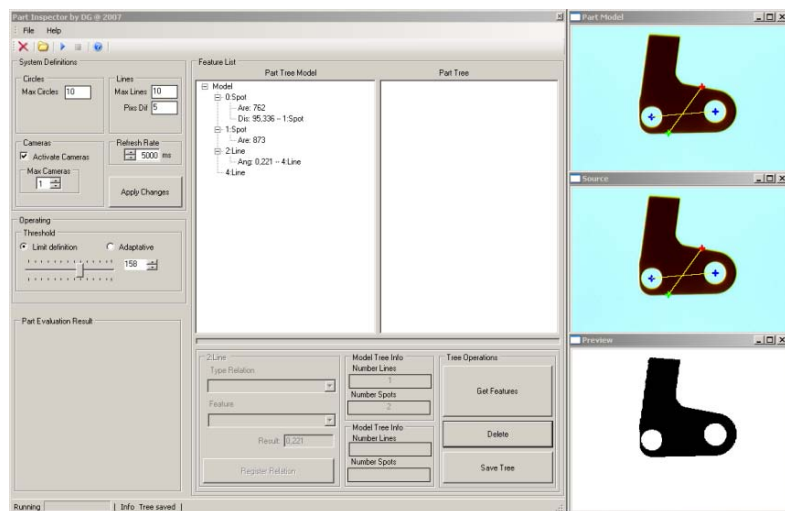 Part Inspector by DG @ 2007
File Help
System Definitions
Circles
Max Circles 10
Lines
Max Lines 10
Pixs Dif 5
Cameras
Activate Cameras
Max Cameras
1
Refresh Rate
5000 ms
Apply Changes
Operating
Threshold
Limit definition Adaptative
158
Part Evaluation Result
Feature List
Part Tree Model
Model
0:Spot
Are: 762
Dis: 95,336 -- 1:Spot
1:Spot
Are: 873
2:Line
Ang: 0,221 -- 4:Line
4:Line
Part Tree
2:Line
Type Relation
Feature
Result: 0,221
Register Relation
Model Tree Info
Number Lines
1
Number Spots
2
Model Tree Info
Number Lines
Number Spots
Tree Operations
Get Features
Delete
Save Tree
Running | Info Tree saved |
Part Model
Source
Preview